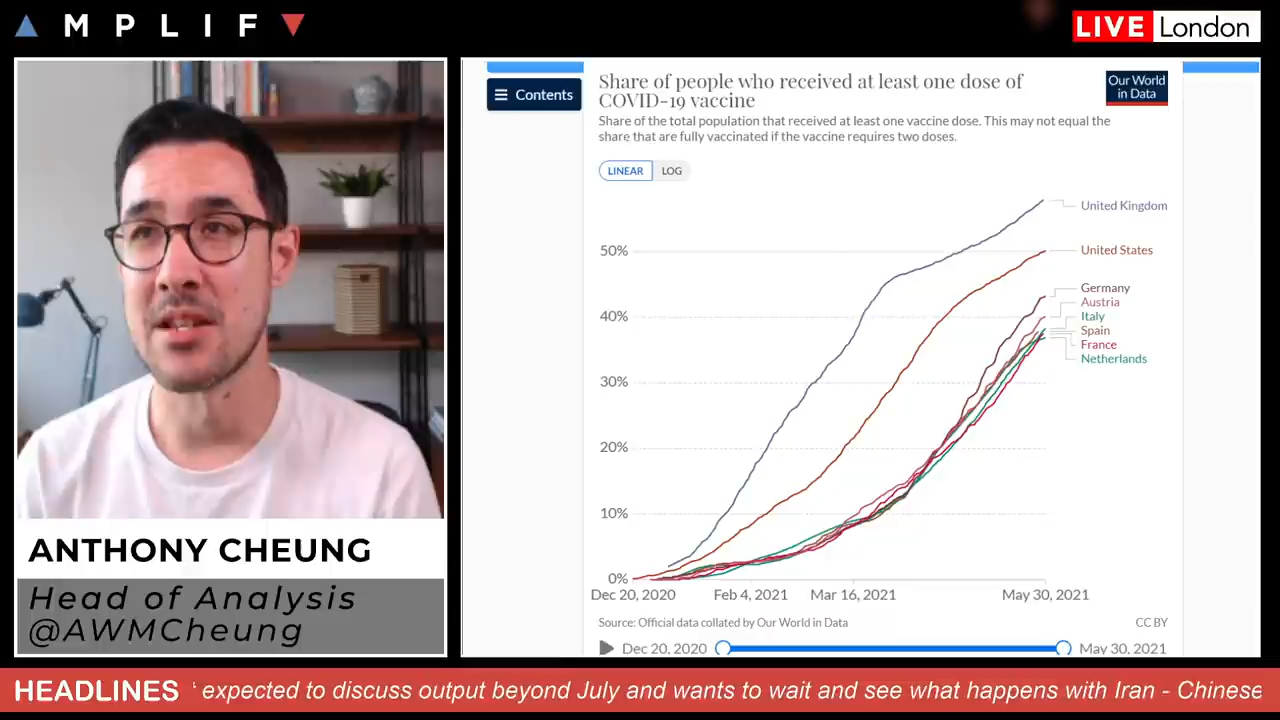 AMPLIFY
LIVE London
Contents
Share of people who received at least one dose of
COVID-19 vaccine
Our World
in Data
Share of the total population that received at least one vaccine dose. This may not equal the
share that are fully vaccinated if the vaccine requires two doses.
LINEAR
LOG
United Kingdom
50%
United States
Germany
Austria
40%
Italy
Spain
France
Netherlands
30%
20%
10%
0%
Dec 20, 2020
Feb 4, 2021
Mar 16, 2021
May 30, 2021
Source: Official data collated by Our World in Data
CC BY
Dec 20, 2020
May 30, 2021
ANTHONY CHEUNG
Head of Analysis
@AWMCheung
HEADLINES ‘ expected to discuss output beyond July and wants to wait and see what happens with Iran - Chinese